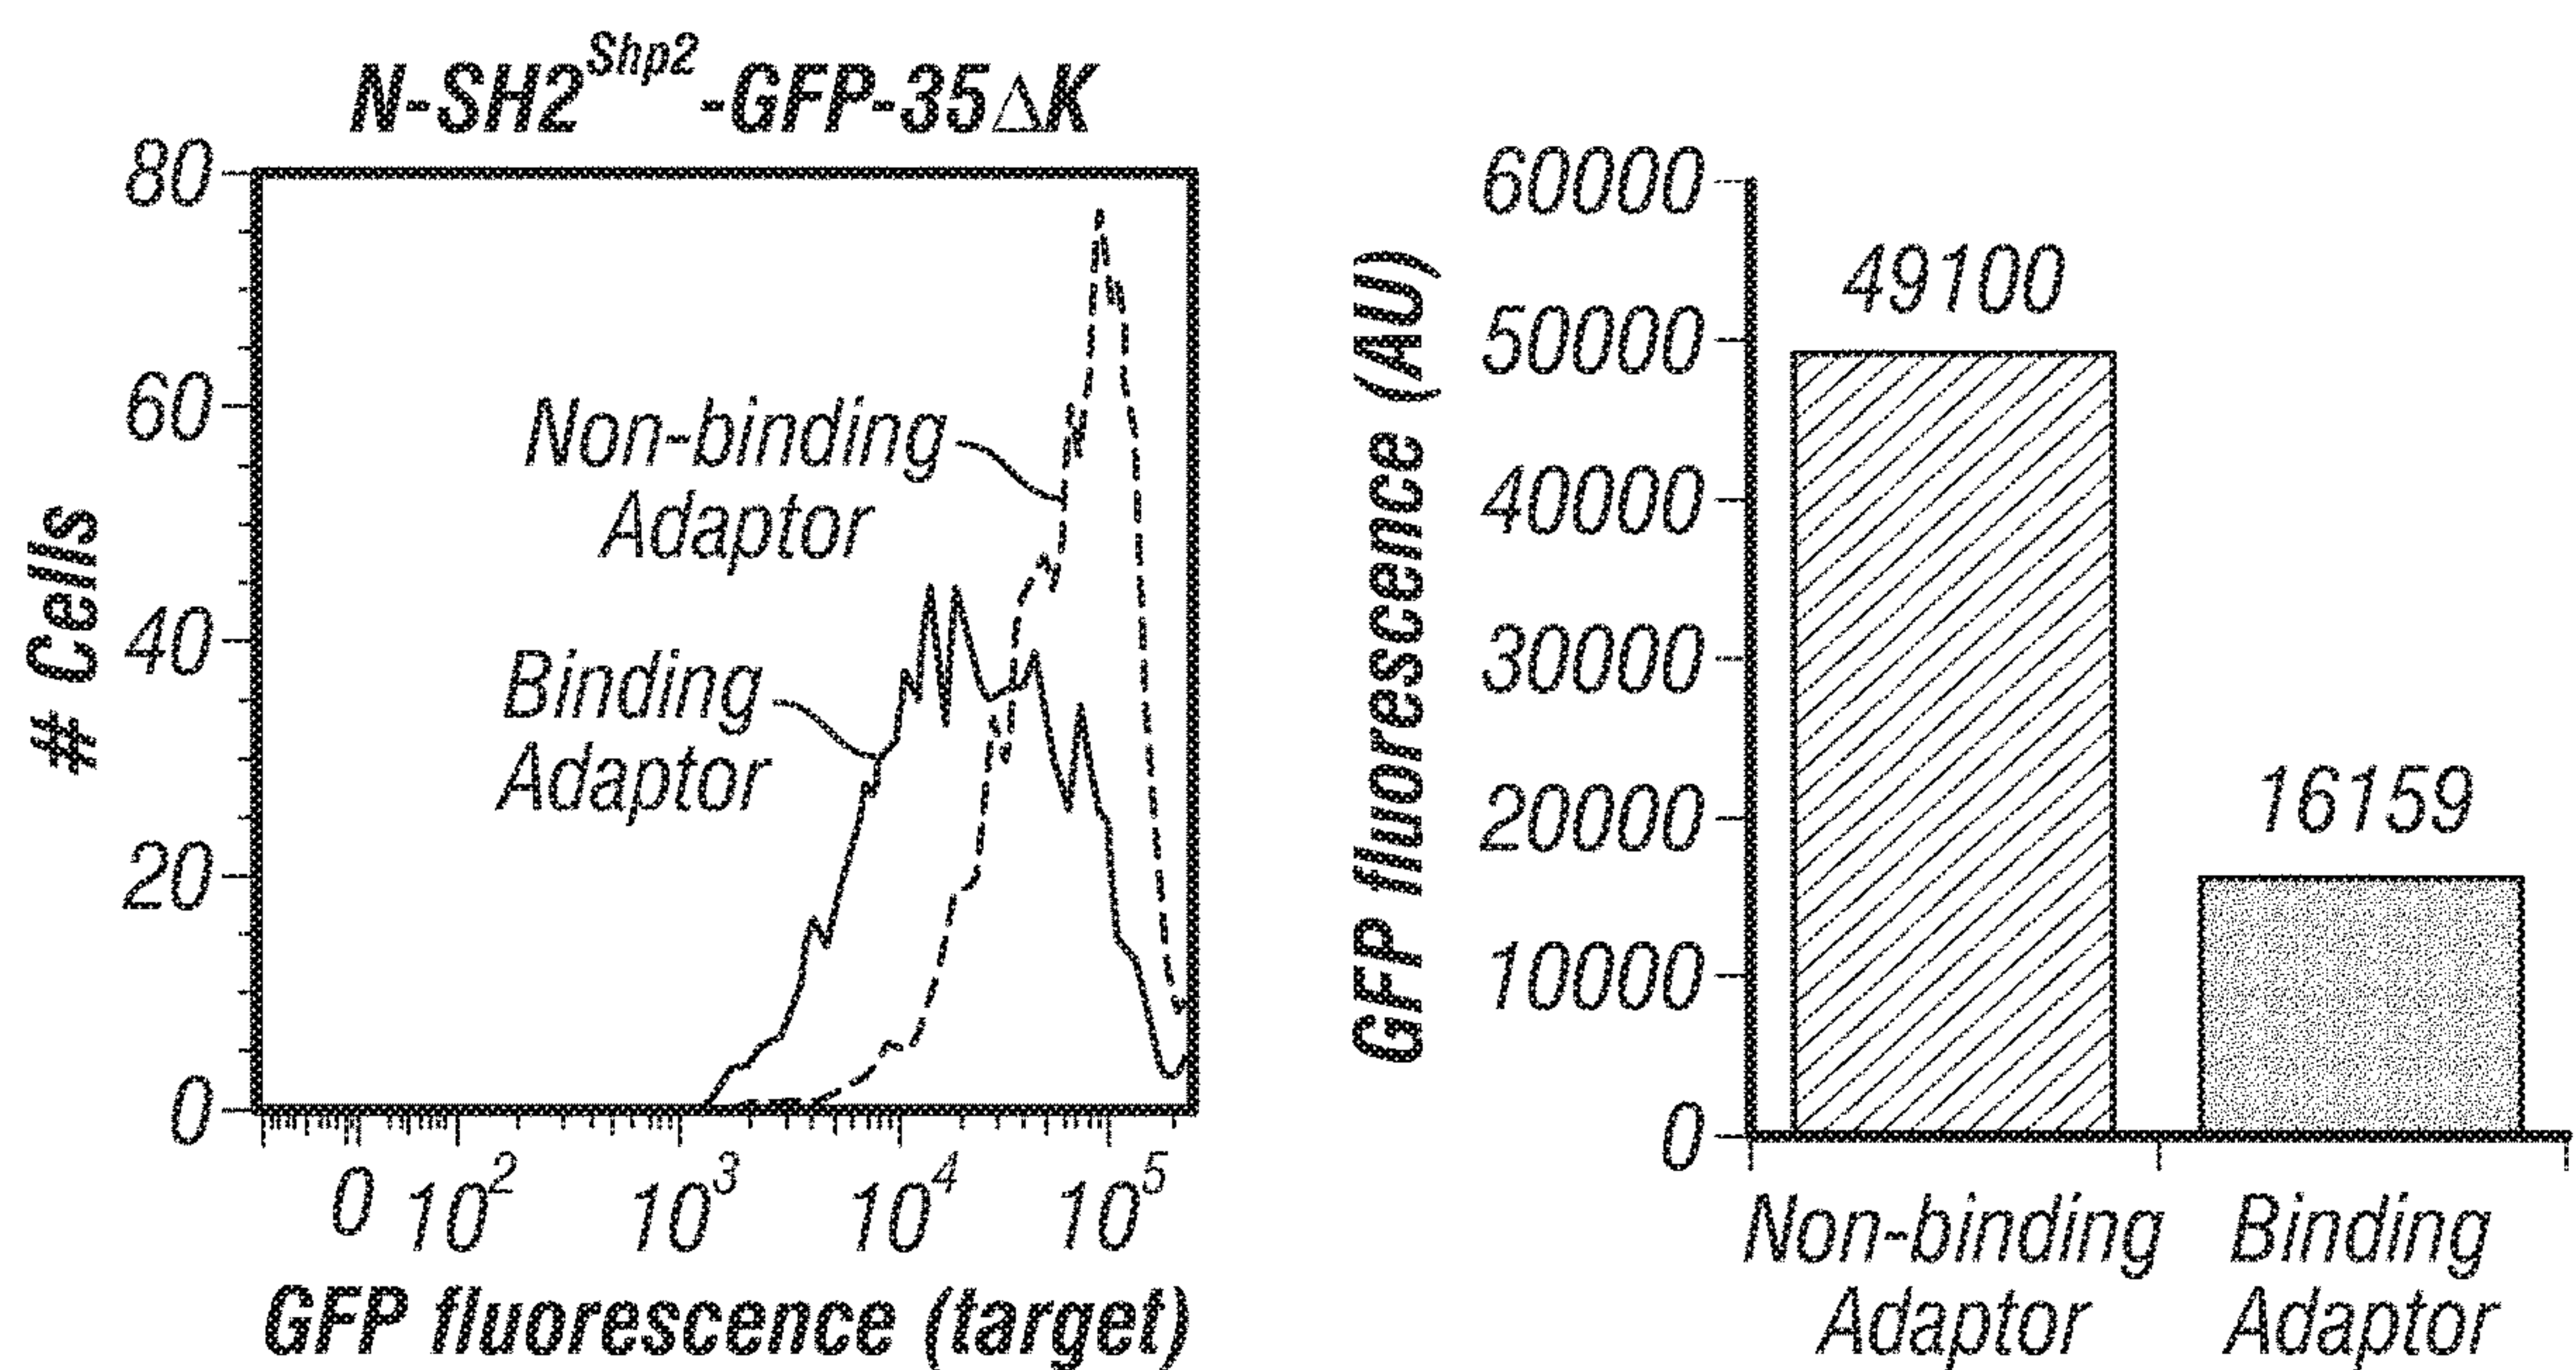 N-SH2^Shp2-GFP-35ΔK
80
60
40
20
0
# Cells
Non-binding
Adaptor
Binding
Adaptor
0 10^2 10^3 10^4 10^5
GFP fluorescence (target)
60000
50000
40000
30000
20000
10000
0
GFP fluorescence (AU)
49100
16159
Non-binding
Adaptor
Binding
Adaptor